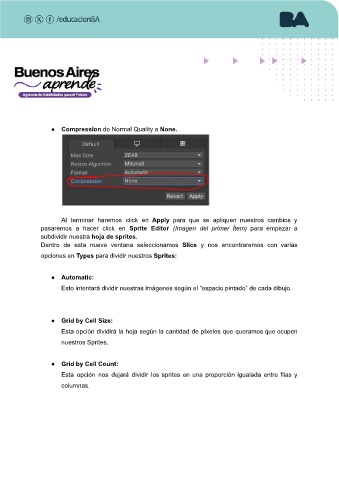 /educacionBA
BA
Buenos Aires
aprende
Agencia de Habilidades para el Futuro
● Compression de Normal Quality a None.
Default
Max Size 2048
Resize Algorithm Mitchell
Format Automatic
Compression None
Revert Apply
Al terminar haremos click en Apply para que se apliquen nuestros cambios y
pasaremos a hacer click en Sprite Editor (Imagen del primer Ítem) para empezar a
subdividir nuestra hoja de sprites.
Dentro de esta nueva ventana seleccionamos Slice y nos encontraremos con varias
opciones en Types para dividir nuestros Sprites:
● Automatic:
Esto intentará dividir nuestras imágenes según el “espacio pintado” de cada dibujo.
● Grid by Cell Size:
Esta opción dividirá la hoja según la cantidad de píxeles que queramos que ocupen
nuestros Sprites.
● Grid by Cell Count:
Esta opción nos dejará dividir los sprites en una proporción igualada entre filas y
columnas.